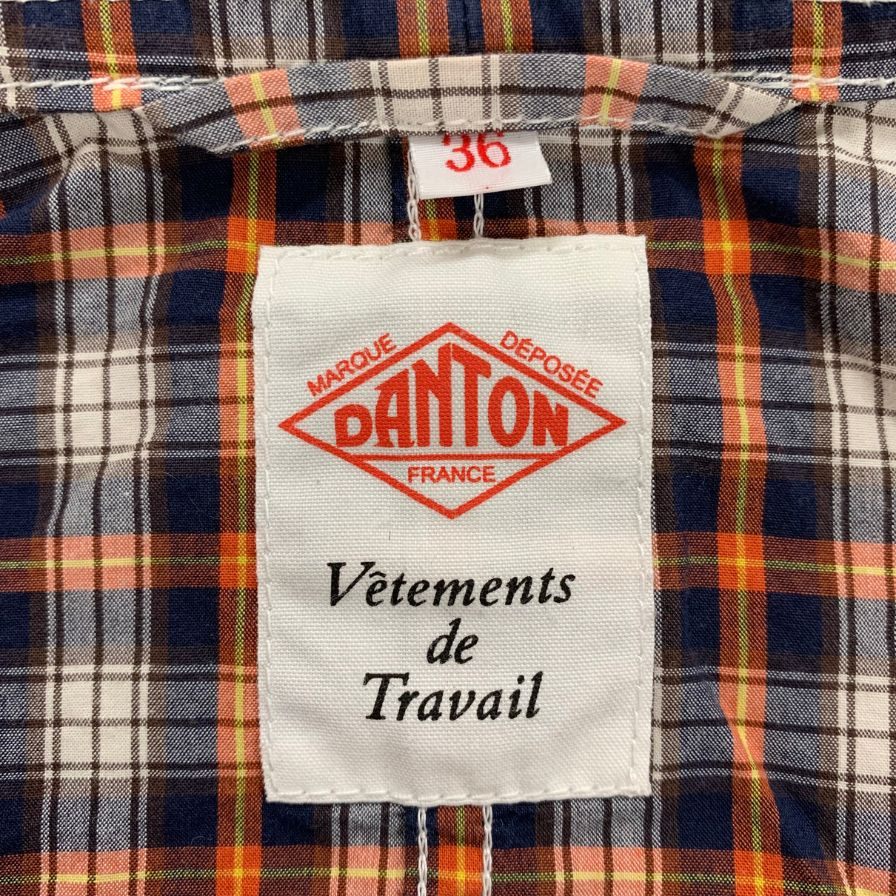 36
MARQUE DÉPOSÉE
DANTON
FRANCE
Vêtements
de
Travail